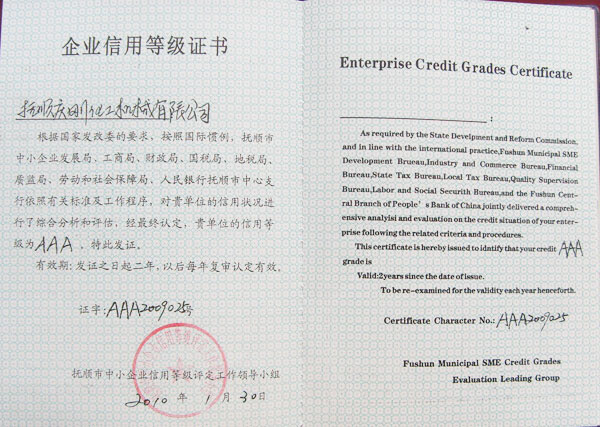 企业信用等级证书
抚顺庆刚化工机械有限公司
根据国家发改委的要求，按照国际惯例，抚顺市
中小企业发展局、工商局、财政局、国税局、地税局、
质监局、劳动和社会保障局、人民银行抚顺市中心支
行依照有关标准及工作程序，对贵单位的信用状况进
行了综合分析和评估，经最终认定，贵单位的信用等
级为AAA，特此发证。
有效期：发证之日起二年，以后每年复审认定有效。
证字：AAA2009025号
抚顺市中小企业信用等级评定工作领导小组
2010 年 1 月 30 日
Enterprise Credit Grades Certificate
:
As required by the State Develpment and Reform Commission,
and in line with the international practice,Fushun Municipal SME
Development Brueau,Industry and Commerce Bureau,Financial
Bureau,State Tax Bureau,Local Tax Bureau,Quality Supervision
Bureau,Labor and Social Securith Bureau,and the Fushun Cent-
ral Branch of People's Bank of China jointly delivered a compreh-
ensive analyisl and evaluation on the credit situation of your enter-
prise following the related criteria and procedures.
This certificate is hereby issued to idntify that your credit AAA
grade is
Valid:2years since the date of issue.
To be re-examined for the validity each year henceforth.
Certificate Character No.: AAA2009025
Fushun Municipal SME Credit Grades
Evaluation Leading Group